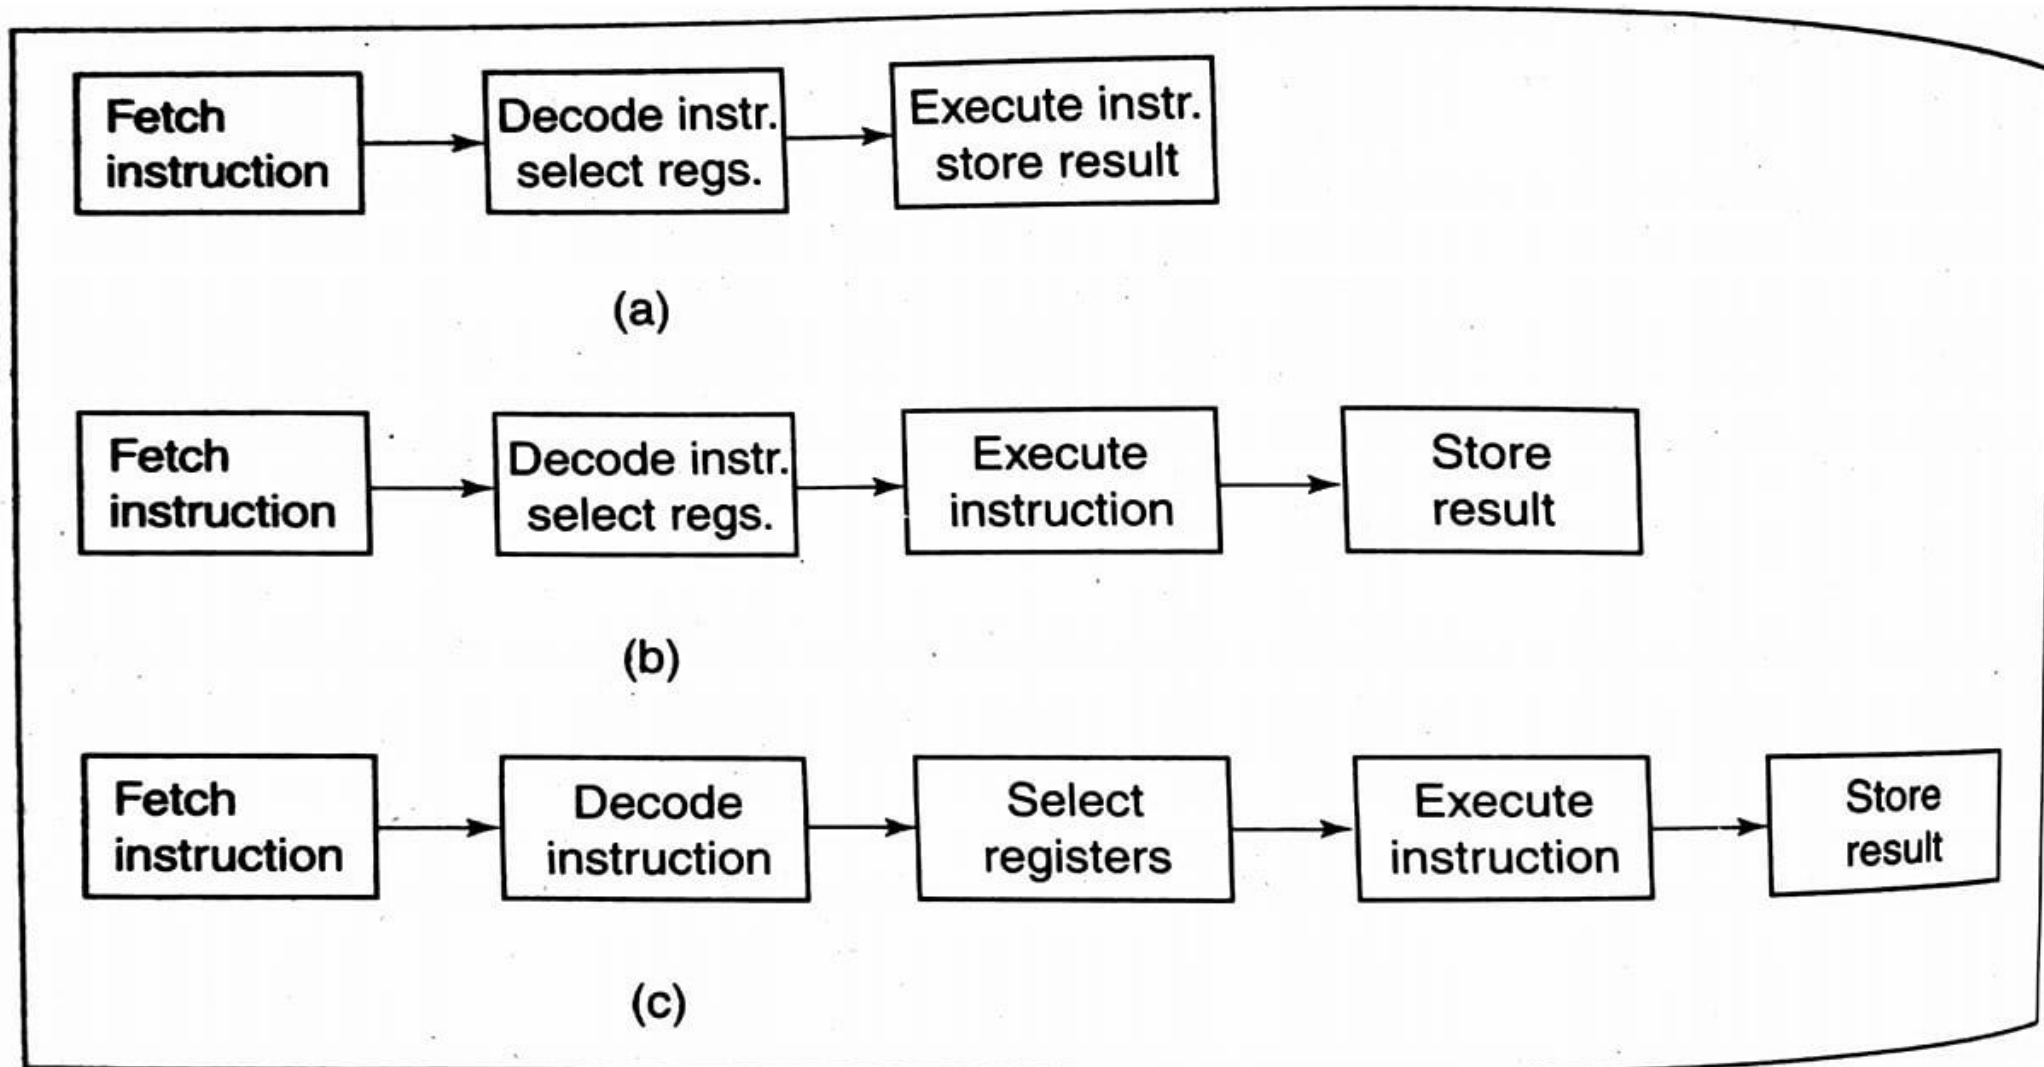 Fetch
instruction
Decode instr.
select regs.
Execute instr.
store result
(a)
Fetch
instruction
Decode instr.
select regs.
Execute
instruction
Store
result
(b)
Fetch
instruction
Decode
instruction
Select
registers
Execute
instruction
Store
result
(c)